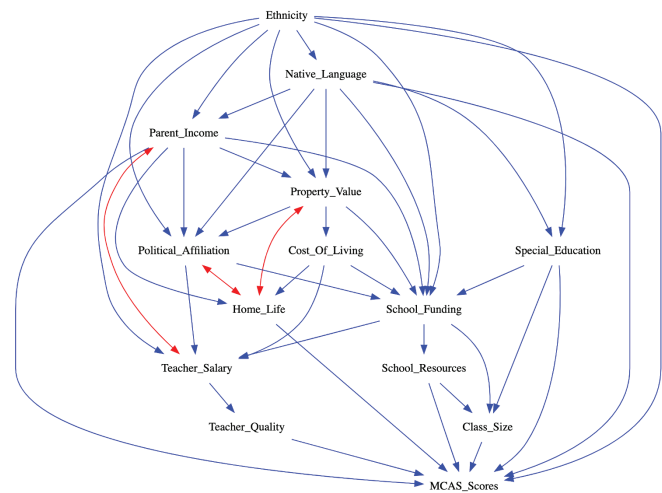 Ethnicity
Native_Language
Parent_Income
Property_Value
Political_Affiliation
Cost_Of_Living
Special_Education
Home_Life
School_Funding
Teacher_Salary
School_Resources
Teacher_Quality
Class_Size
MCAS_Scores